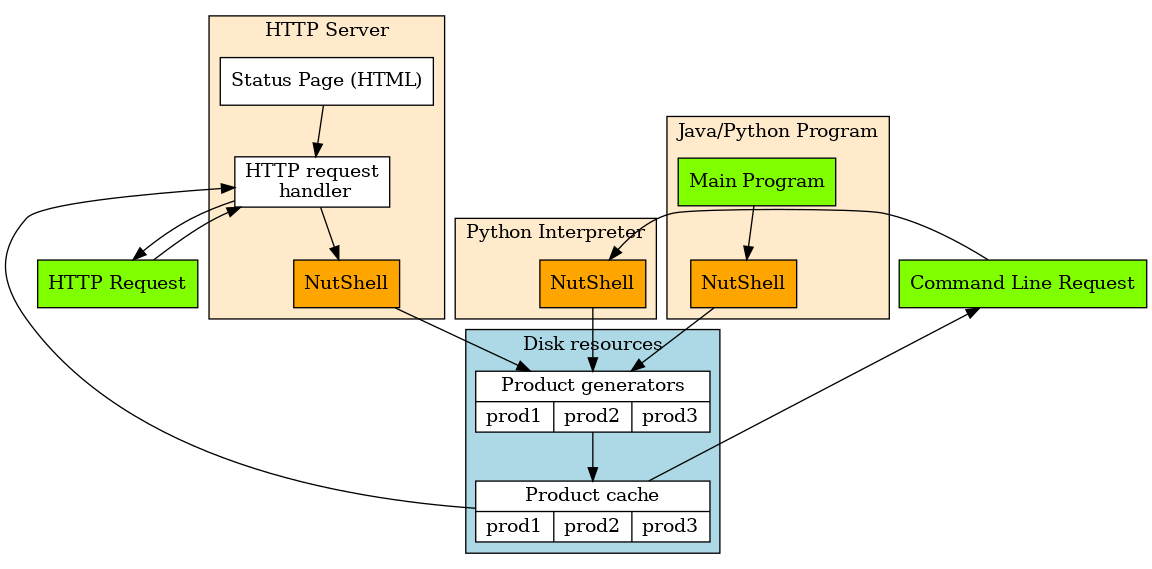 HTTP Server
Status Page (HTML)
HTTP request
handler
HTTP Request
NutShell
Python Interpreter
NutShell
Java/Python Program
Main Program
NutShell
Command Line Request
Disk resources
Product generators
prod1 prod2 prod3
Product cache
prod1 prod2 prod3